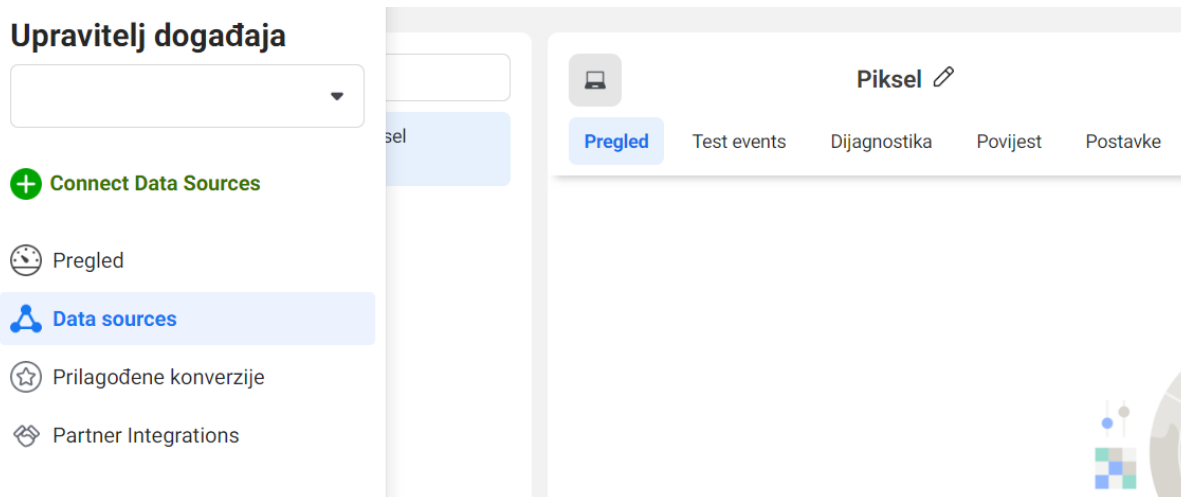 Upravitelj događaja
Connect Data Sources
Pregled
Data sources
Prilagođene konverzije
Partner Integrations
sel
Piksel
Pregled
Test events
Dijagnostika
Povijest
Postavke